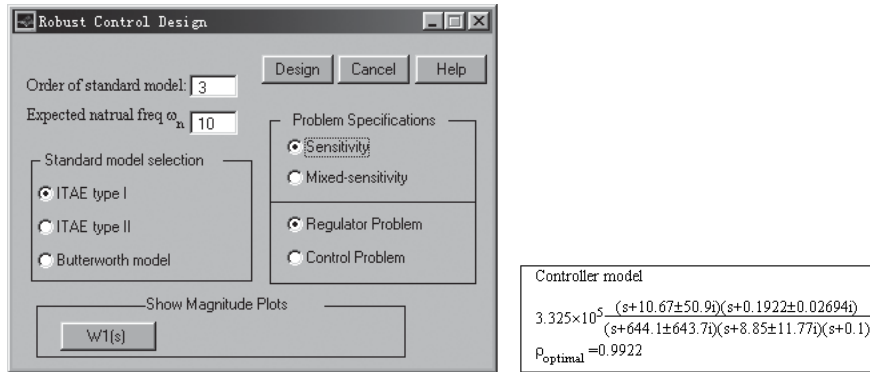 Robust Control Design
Design Cancel Help
Order of standard model: 3
Expected natrual freq ωn 10
Standard model selection
ITAE type I
ITAE type II
Butterworth model
Problem Specifications
Sensitivity
Mixed-sensitivity
Regulator Problem
Control Problem
Show Magnitude Plots
W1(s)
Controller model
3.325×10^5 (s+10.67±50.9i)(s+0.1922±0.02694i)
(s+644.1±643.7i)(s+8.85±11.77i)(s+0.1)
ρoptimal =0.9922